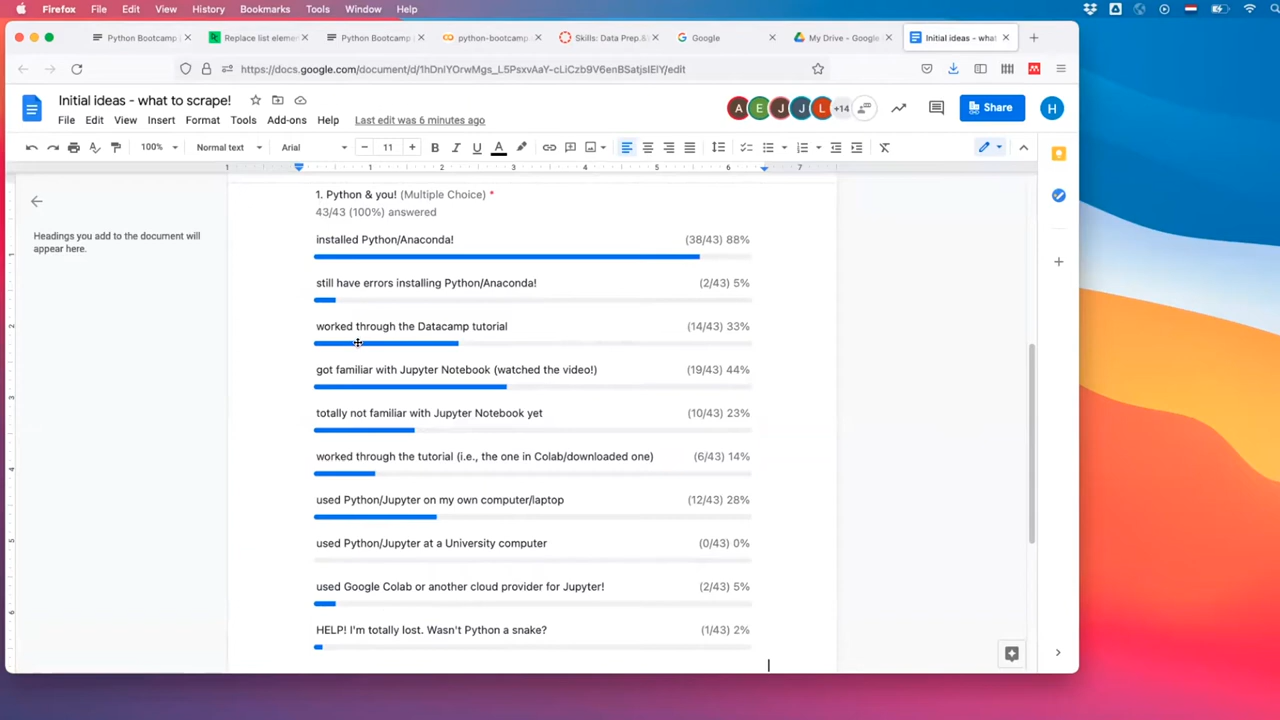 Firefox File Edit View History Bookmarks Tools Window Help
Python Bootcamp Replace list eleme Python Bootcamp python-bootcamp Skills: Data Prep.& Google My Drive - Google Initial ideas - what
Initial ideas - what to scrape!
A E J J L +14 Share H
File Edit View Insert Format Tools Add-ons Help Last edit was 6 minutes ago
100% Normal text Arial 11 B I U A
1 1 2 3 4 5 6 7
Headings you add to the document will
appear here.
1. Python & you! (Multiple Choice) *
43/43 (100%) answered
installed Python/Anaconda! (38/43) 88%
still have errors installing Python/Anaconda! (2/43) 5%
worked through the Datacamp tutorial (14/43) 33%
got familiar with Jupyter Notebook (watched the video!) (19/43) 44%
totally not familiar with Jupyter Notebook yet (10/43) 23%
worked through the tutorial (i.e., the one in Colab/downloaded one) (6/43) 14%
used Python/Jupyter on my own computer/laptop (12/43) 28%
used Python/Jupyter at a University computer (0/43) 0%
used Google Colab or another cloud provider for Jupyter! (2/43) 5%
HELP! I'm totally lost. Wasn't Python a snake? (1/43) 2%